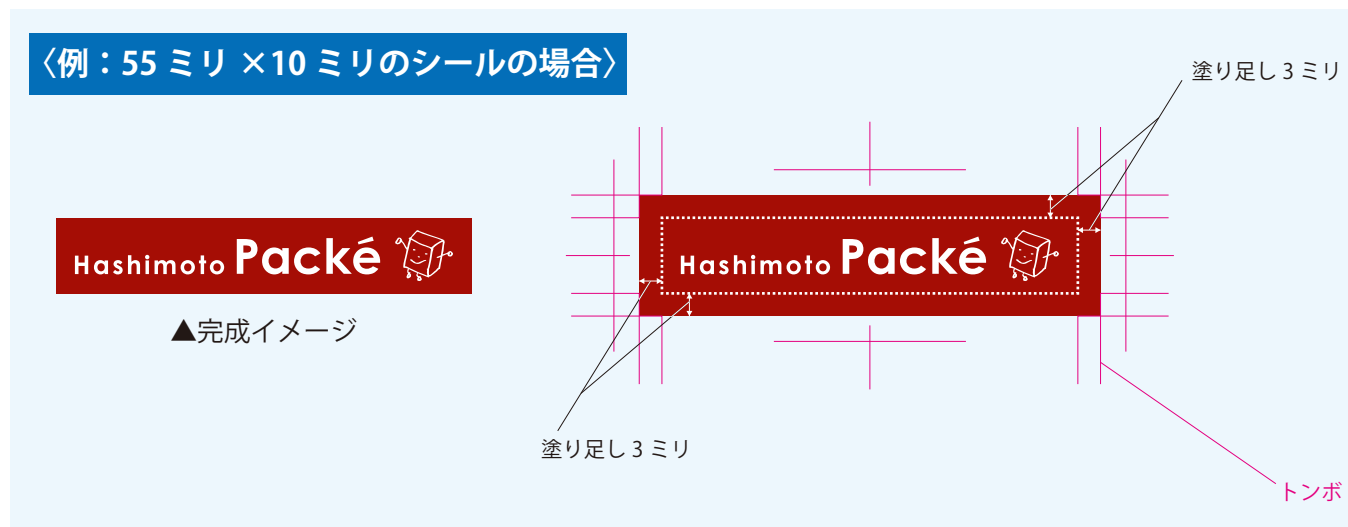 〈例：55 ミリ ×10 ミリのシールの場合〉
塗り足し 3 ミリ
Hashimoto Packé
Hashimoto Packé
▲完成イメージ
塗り足し 3 ミリ
トンボ